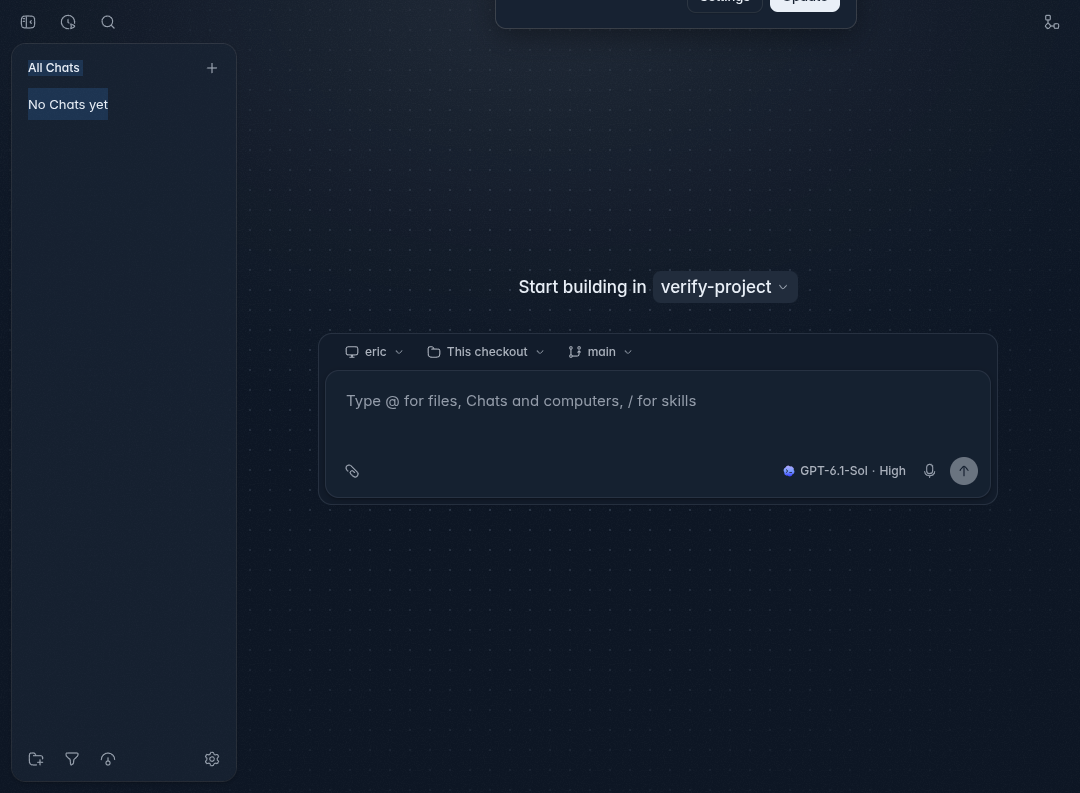 All Chats
No Chats yet
Start building in verify-project
eric This checkout main
Type @ for files, Chats and computers, / for skills
GPT-6.1-Sol · High